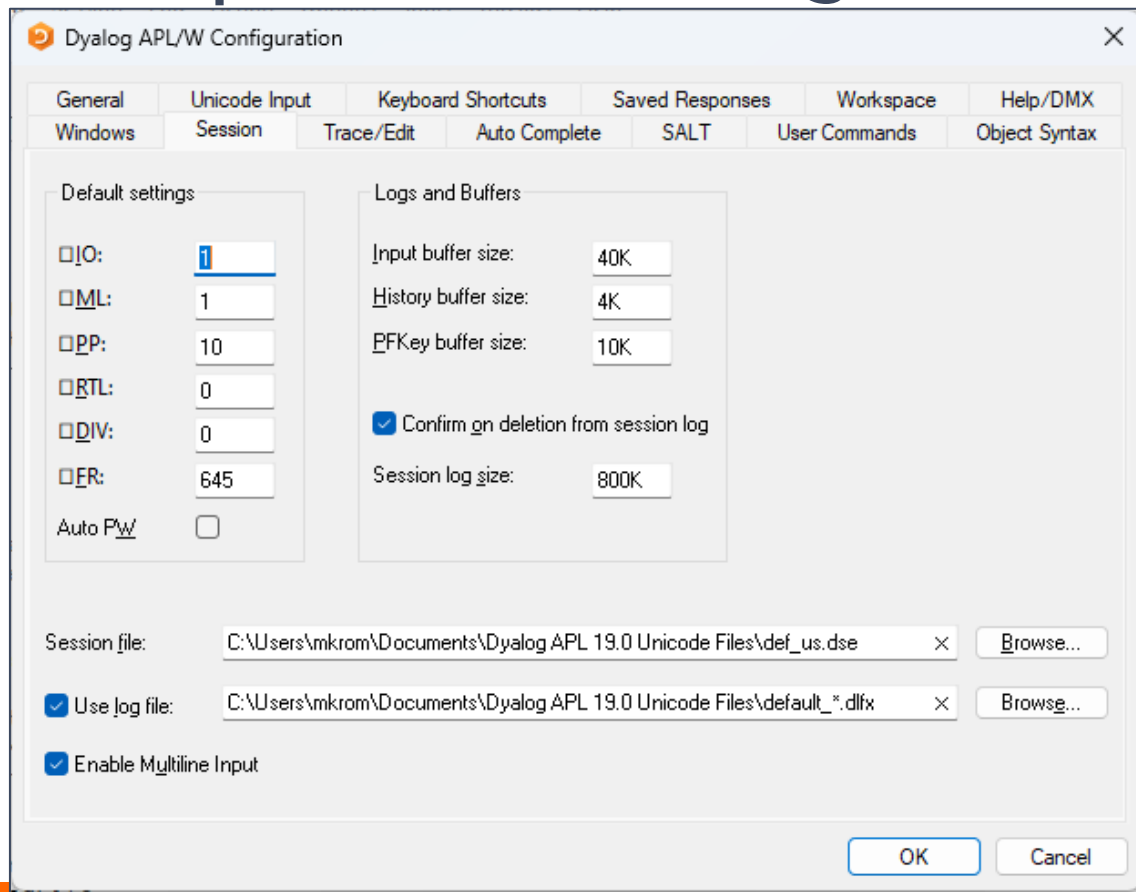 Dyalog APL/W Configuration
General Unicode Input Keyboard Shortcuts Saved Responses Workspace Help/DMX
Windows Session Trace/Edit Auto Complete SALT User Commands Object Syntax
Default settings Logs and Buffers
⎕IO: 1 Input buffer size: 40K
⎕ML: 1 History buffer size: 4K
⎕PP: 10 PFKey buffer size: 10K
⎕RTL: 0
⎕DIV: 0 Confirm on deletion from session log
⎕FR: 645 Session log size: 800K
Auto PW
Session file: C:\Users\mkrom\Documents\Dyalog APL 19.0 Unicode Files\def_us.dse Browse...
Use log file: C:\Users\mkrom\Documents\Dyalog APL 19.0 Unicode Files\default_*.dlfx Browse...
Enable Multiline Input
OK Cancel